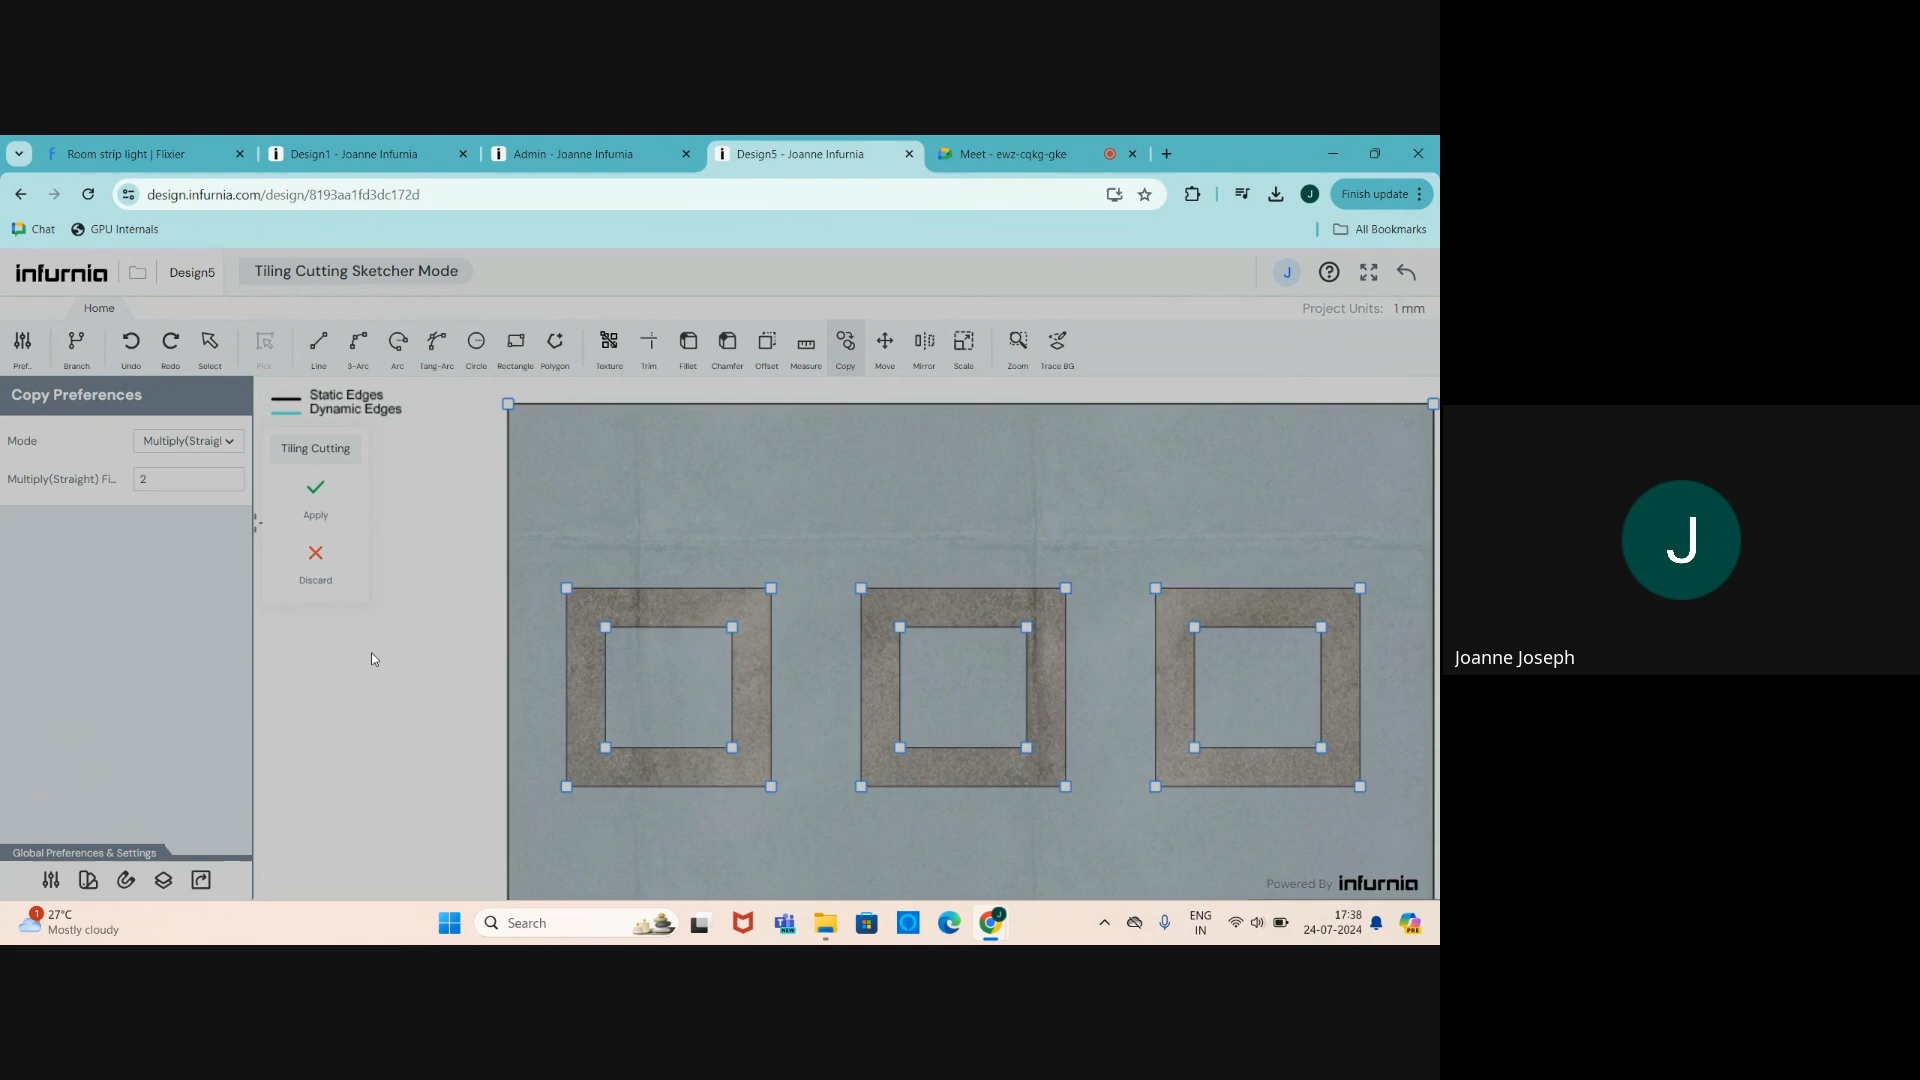 Room strip light | Flixier
Design1 - Joanne Infurnia
Admin - Joanne Infurnia
Design5 - Joanne Infurnia
Meet - ewz-cqkg-gke
design.infurnia.com/design/8193aa1fd3dc172d
J
Finish update
Chat
GPU Internals
All Bookmarks
infurnia
Design5
Tiling Cutting Sketcher Mode
J
Home
Project Units: 1 mm
Pref..
Branch
Undo
Redo
Select
Pick
Line
3-Arc
Arc
Tang-Arc
Circle
Rectangle
Polygon
Texture
Trim
Fillet
Chamfer
Offset
Measure
Copy
Move
Mirror
Scale
Zoom
Trace BG
Copy Preferences
Mode
Multiply(Straigl
Multiply(Straight) Fi...
2
Static Edges
Dynamic Edges
Tiling Cutting
Apply
Discard
J
Joanne Joseph
Global Preferences & Settings
Powered By infurnia
1
27°C
Mostly cloudy
Search
NEW
J
ENG
IN
17:38
24-07-2024
PRE